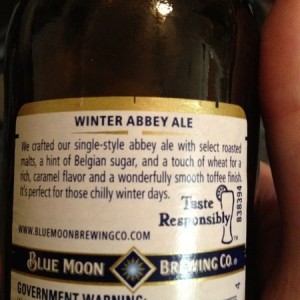 WINTER ABBEY ALE
We crafted our single-style abbey ale with select roasted
malts, a hint of Belgian sugar, and a touch of wheat for a
rich, caramel flavor and a wonderfully smooth toffee finish.
It's perfect for those chilly winter days.
Taste
Responsibly
TM
838394
WWW.BLUEMOONBREWINGCO.COM
BLUE MOON BREWING CO.®
GOVERNMENT WARNING: